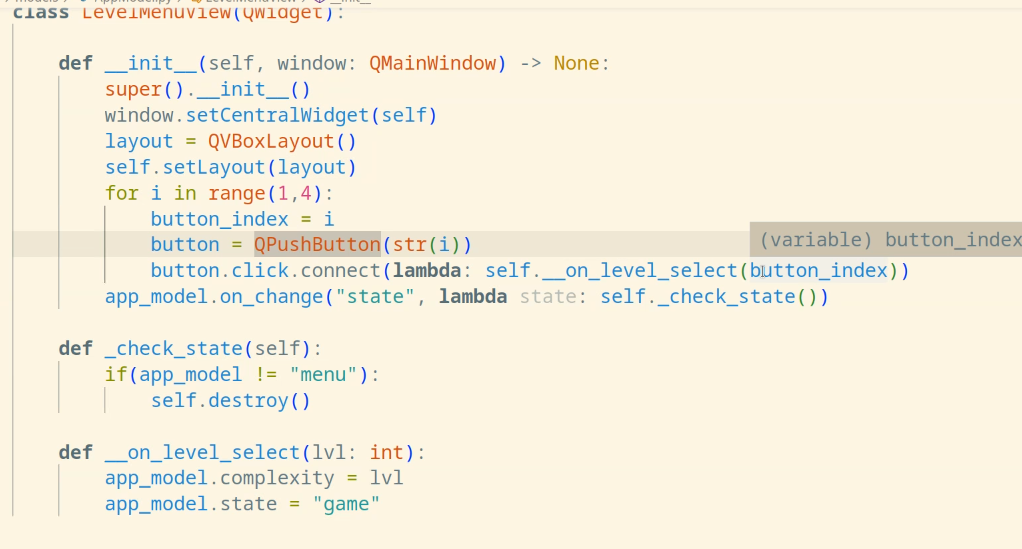 class LevelMenuView(QWidget):
def __init__(self, window: QMainWindow) -> None:
super().__init__()
window.setCentralWidget(self)
layout = QVBoxLayout()
self.setLayout(layout)
for i in range(1,4):
button_index = i
button = QPushButton(str(i))
(variable) button_index
button.click.connect(lambda: self.__on_level_select(button_index))
app_model.on_change("state", lambda state: self._check_state())
def _check_state(self):
if(app_model != "menu"):
self.destroy()
def __on_level_select(lvl: int):
app_model.complexity = lvl
app_model.state = "game"